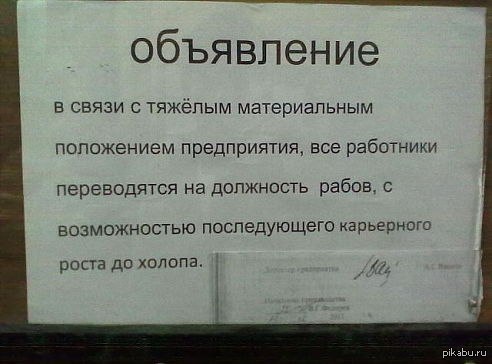 объявление
в связи с тяжёлым материальным
положением предприятия, все работники
переводятся на должность рабов, с
возможностью последующего карьерного
роста до холопа.
pikabu.ru